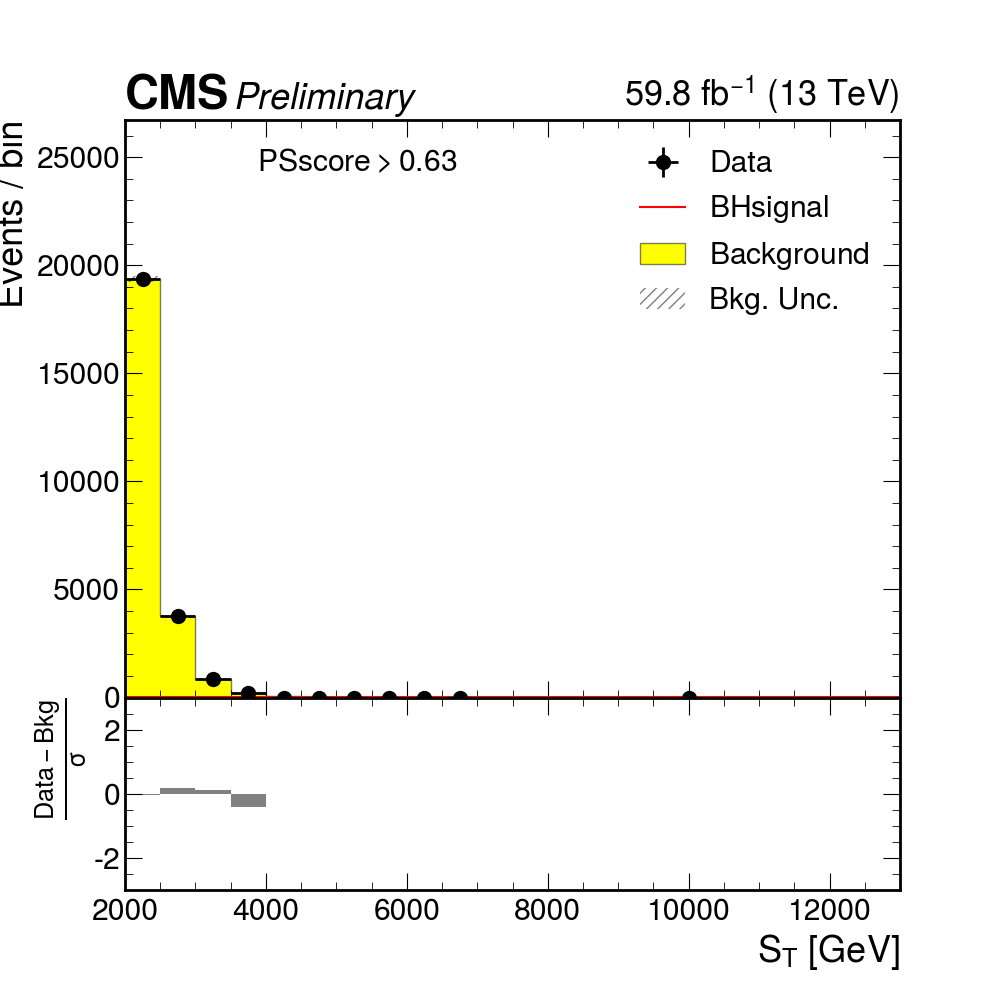 CMS Preliminary
59.8 fb⁻¹ (13 TeV)
Events / bin
25000
20000
15000
10000
5000
0
PSscore > 0.63
Data
BHsignal
Background
Bkg. Unc.
Data − Bkg
σ
2
0
-2
2000 4000 6000 8000 10000 12000
S_T [GeV]